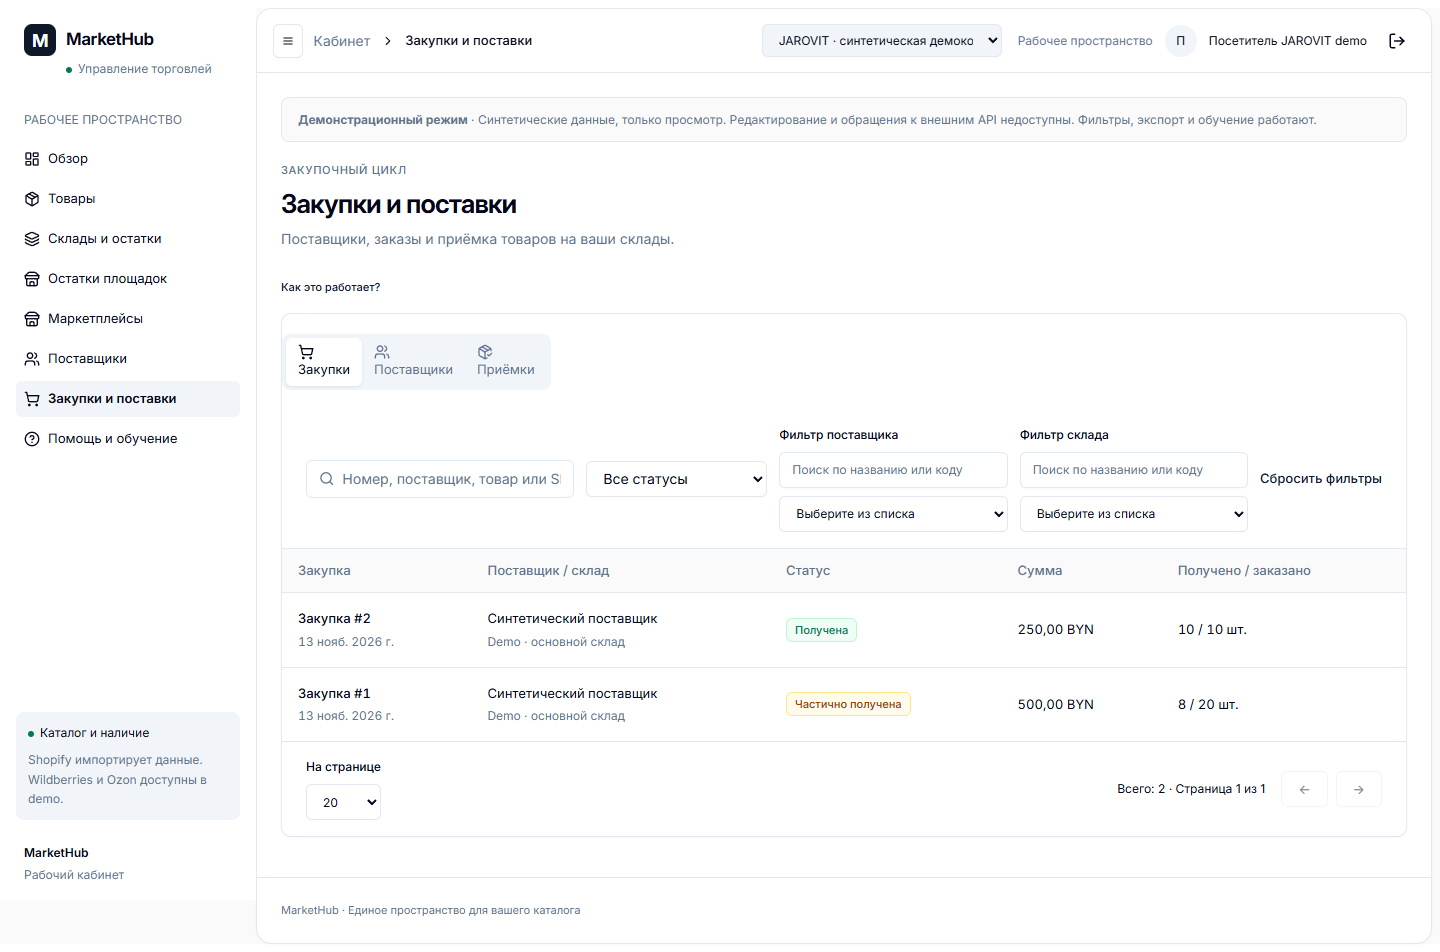 M MarketHub
Управление торговлей
РАБОЧЕЕ ПРОСТРАНСТВО
Обзор
Товары
Склады и остатки
Остатки площадок
Маркетплейсы
Поставщики
Закупки и поставки
Помощь и обучение
Каталог и наличие
Shopify импортирует данные.
Wildberries и Ozon доступны в
demo.
MarketHub
Рабочий кабинет
Кабинет > Закупки и поставки
JAROVIT · синтетическая демоко
Рабочее пространство
П
Посетитель JAROVIT demo
Демонстрационный режим · Синтетические данные, только просмотр. Редактирование и обращения к внешним API недоступны. Фильтры, экспорт и обучение работают.
ЗАКУПОЧНЫЙ ЦИКЛ
Закупки и поставки
Поставщики, заказы и приёмка товаров на ваши склады.
Как это работает?
Закупки
Поставщики
Приёмки
Номер, поставщик, товар или
Все статусы
Фильтр поставщика
Поиск по названию или коду
Выберите из списка
Фильтр склада
Поиск по названию или коду
Выберите из списка
Сбросить фильтры
Закупка Поставщик / склад Статус Сумма Получено / заказано
Закупка #2 Синтетический поставщик Получена 250,00 BYN 10 / 10 шт.
13 нояб. 2026 г. Demo · основной склад
Закупка #1 Синтетический поставщик Частично получена 500,00 BYN 8 / 20 шт.
13 нояб. 2026 г. Demo · основной склад
На странице
20
Всего: 2 · Страница 1 из 1 ← →
MarketHub · Единое пространство для вашего каталога